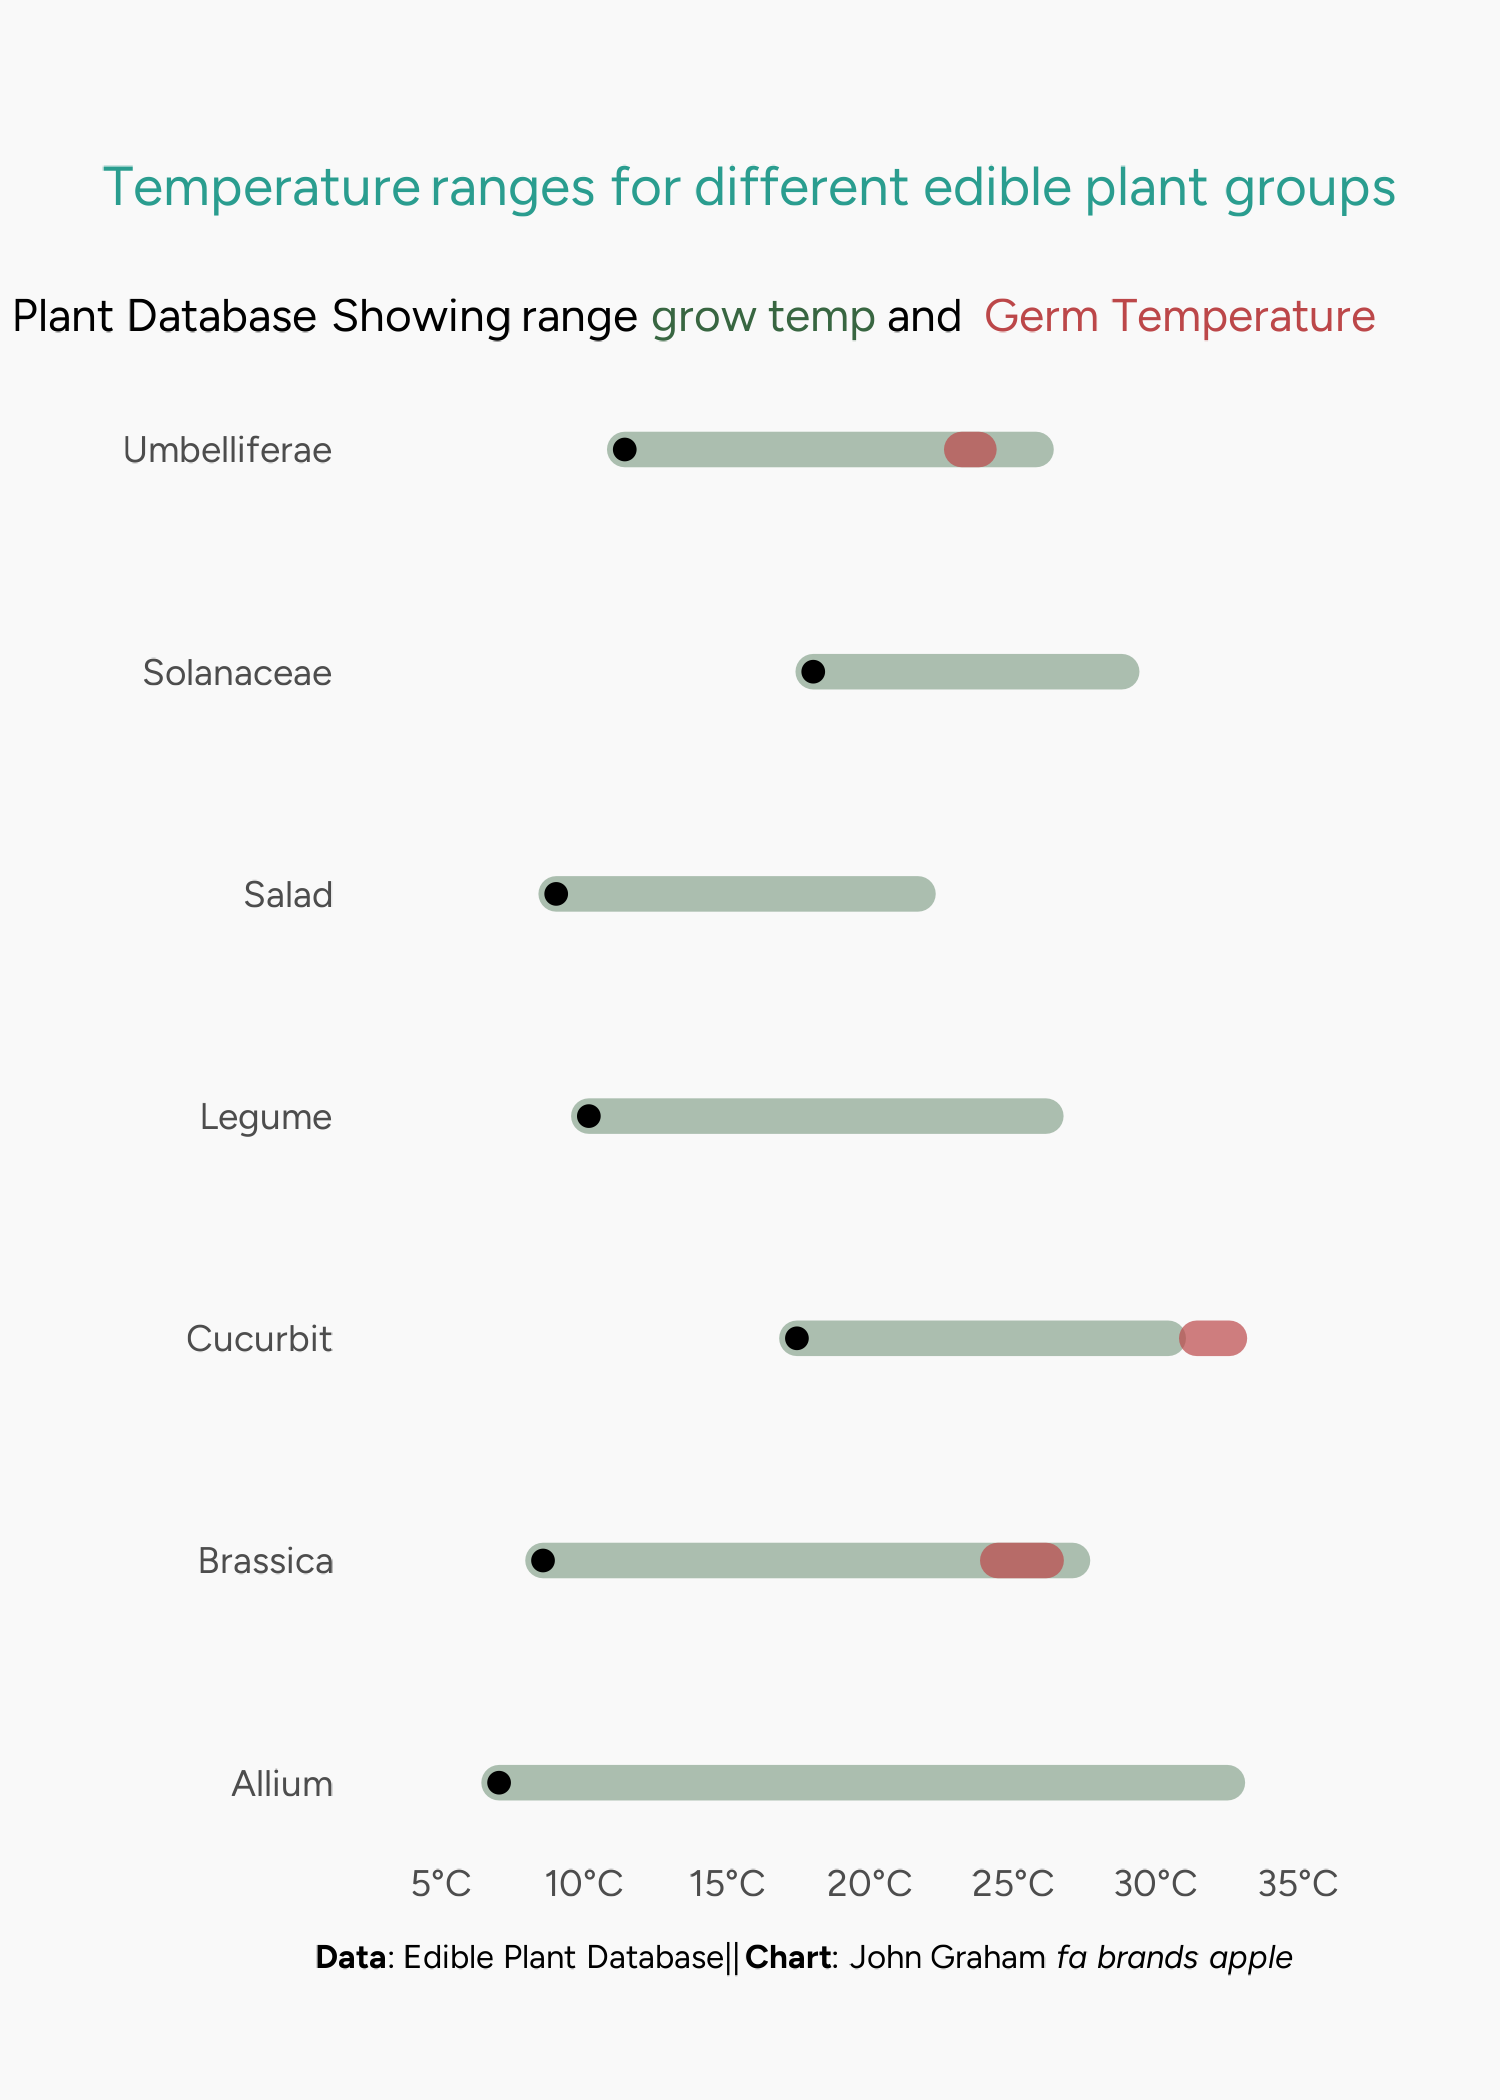 Temperature ranges for different edible plant groups
Plant Database Showing range grow temp and Germ Temperature
Umbelliferae
Solanaceae
Salad
Legume
Cucurbit
Brassica
Allium
5°C 10°C 15°C 20°C 25°C 30°C 35°C
Data: Edible Plant Database|| Chart: John Graham fa brands apple